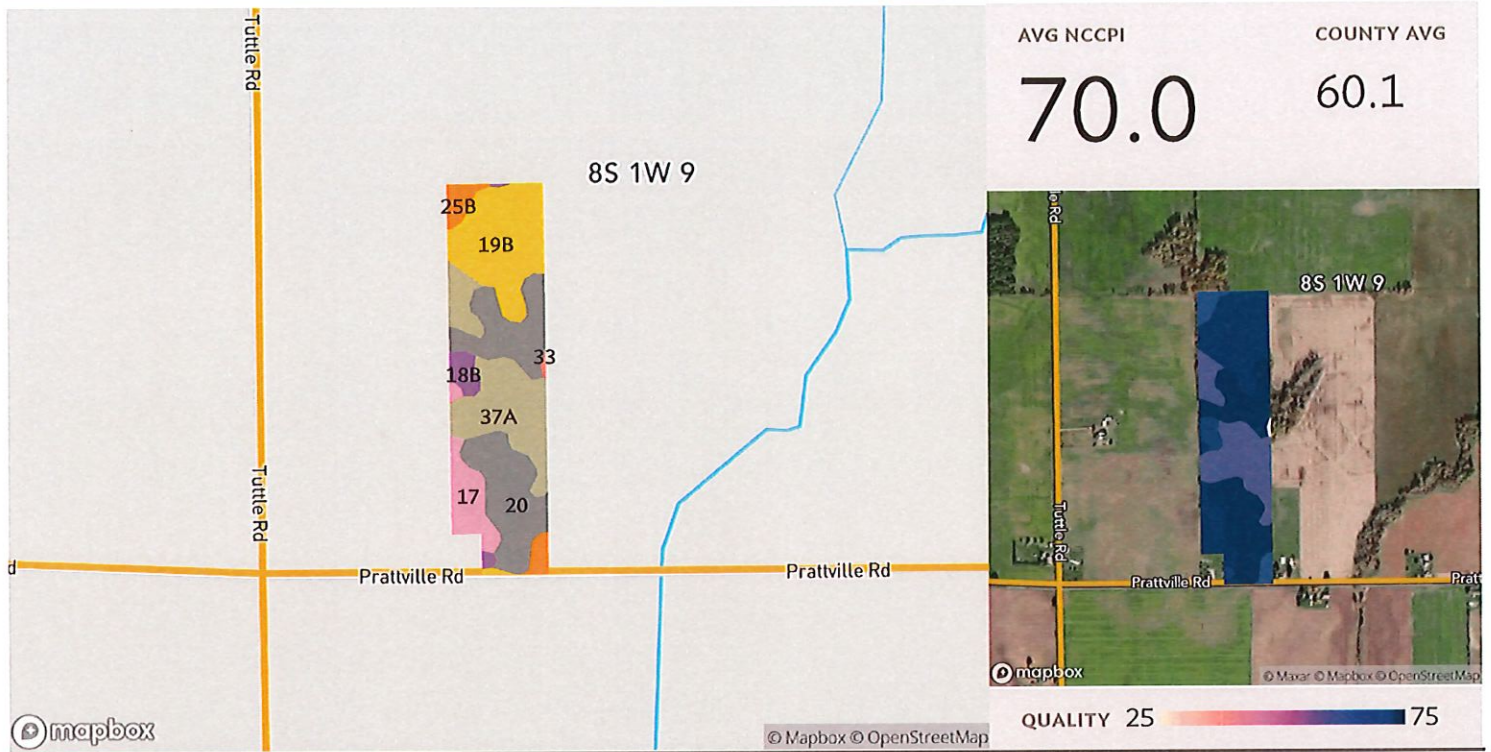 Tuttle Rd
8S 1W 9
25B
19B
33
18B
37A
17
20
Tuttle Rd
d
Prattville Rd
Prattville Rd
mapbox
© Mapbox © OpenStreetMap
AVG NCCPI
COUNTY AVG
70.0
60.1
le Rd
8S 1W 9
Tuttle Rd
Prattville Rd
Pratt
mapbox
© Maxar © Mapbox © OpenStreetMap
QUALITY 25
75